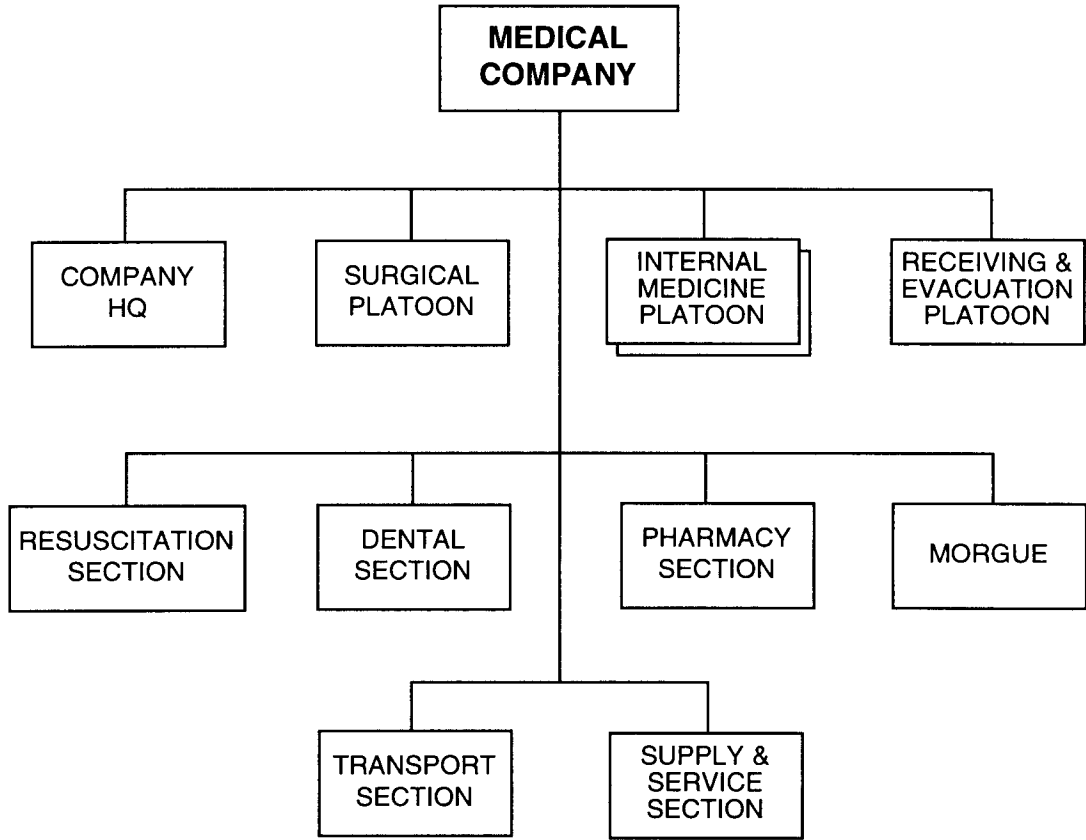 MEDICAL
COMPANY
COMPANY
HQ
SURGICAL
PLATOON
INTERNAL
MEDICINE
PLATOON
RECEIVING &
EVACUATION
PLATOON
RESUSCITATION
SECTION
DENTAL
SECTION
PHARMACY
SECTION
MORGUE
TRANSPORT
SECTION
SUPPLY &
SERVICE
SECTION